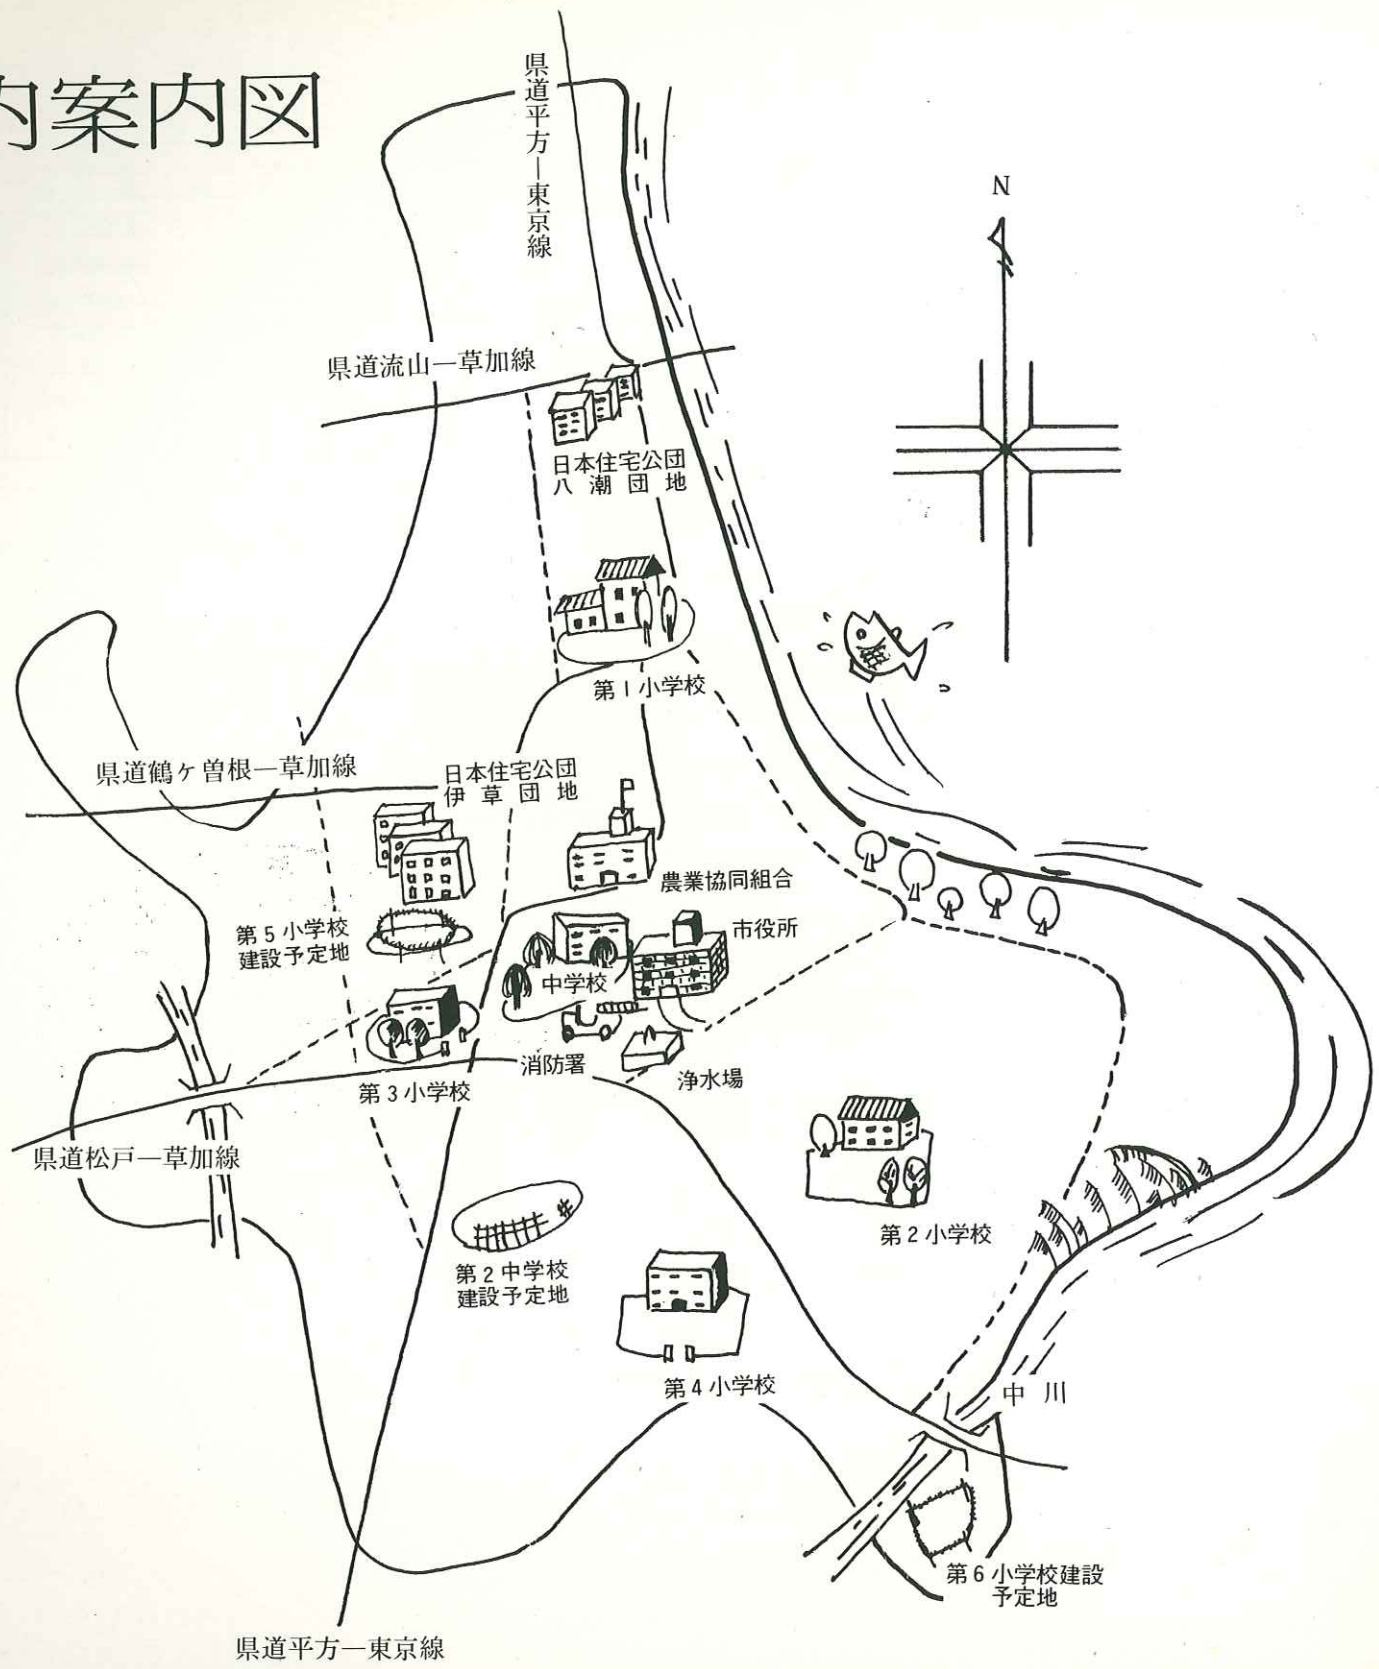 内案内図
県道平方―東京線
N
県道流山―草加線
日本住宅公団
八潮団地
第1小学校
県道鶴ヶ曽根―草加線
日本住宅公団
伊草団地
農業協同組合
市役所
第5小学校
建設予定地
中学校
消防署
浄水場
第3小学校
県道松戸―草加線
第2小学校
第2中学校
建設予定地
第4小学校
中川
第6小学校建設
予定地
県道平方―東京線